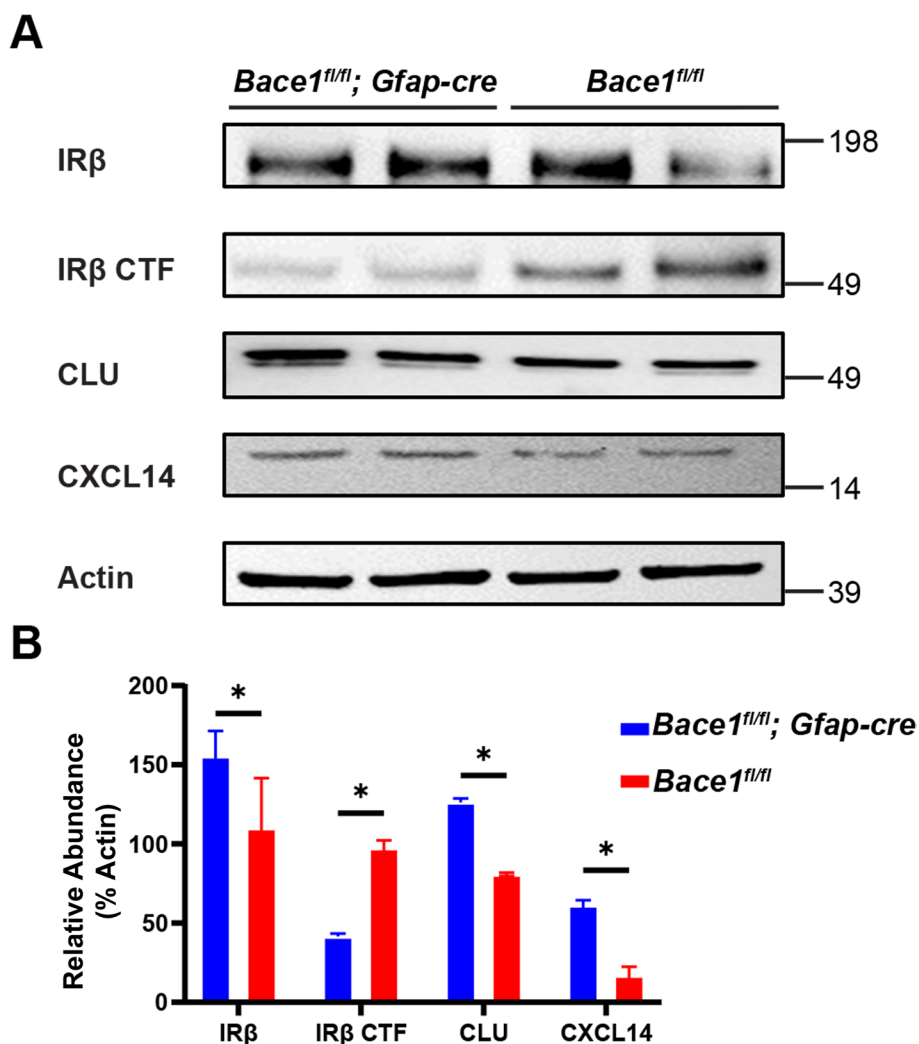 A
Bace1fl/fl; Gfap-cre Bace1fl/fl
IRβ 198
IRβ CTF 49
CLU 49
CXCL14 14
Actin 39
B
200
150
100
50
0
Relative Abundance
(% Actin)
* * * *
Bace1fl/fl; Gfap-cre
Bace1fl/fl
IRβ IRβ CTF CLU CXCL14